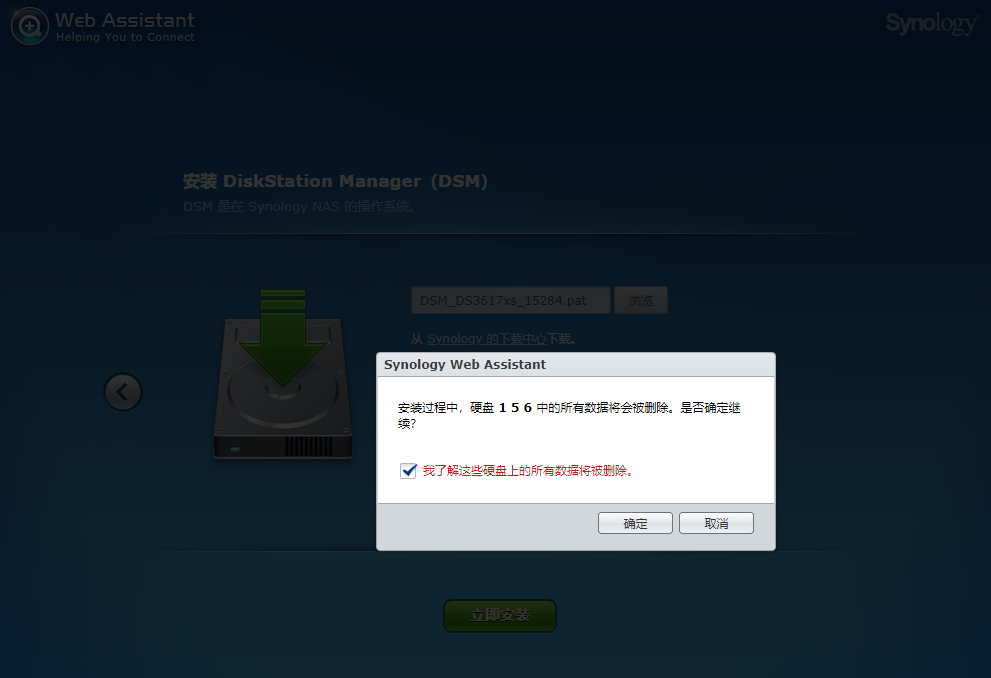 Web Assistant
Helping You to Connect
Synology
安装 DiskStation Manager (DSM)
DSM 是在 Synology NAS 的操作系统。
DSM_DS3617xs_15284.pat
浏览
从 Synology 的下载中心下载。
Synology Web Assistant
安装过程中，硬盘 1 5 6 中的所有数据将会被删除。是否确定继
续？
我了解这些硬盘上的所有数据将被删除。
确定
取消
立即安装